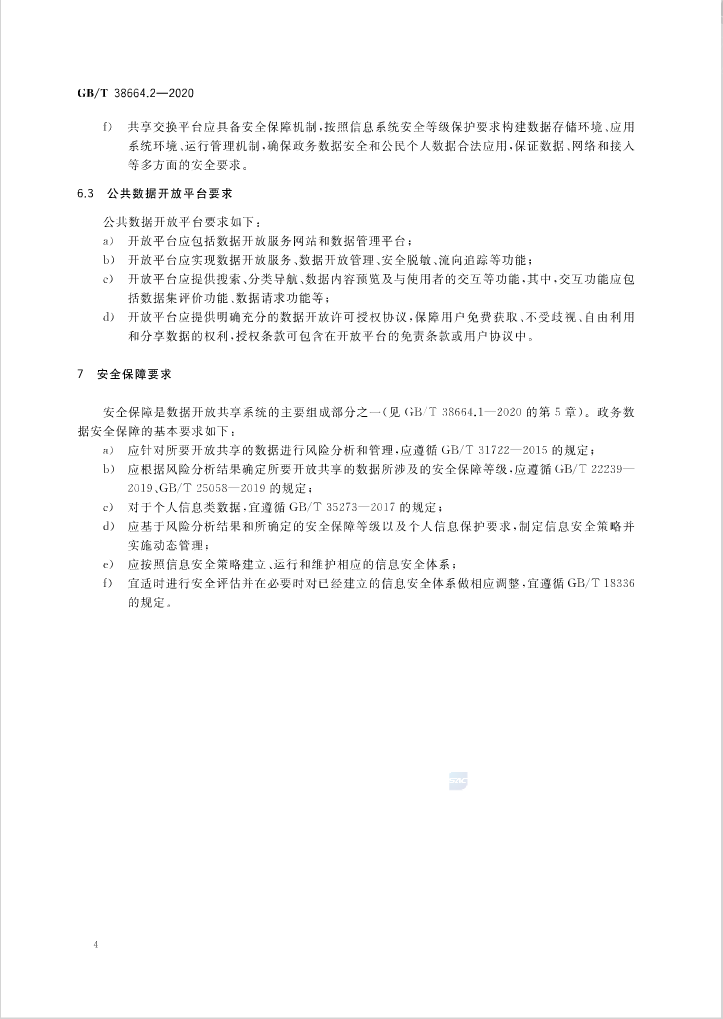 GB/T 38664.2—2020
f) 共享交换平台应具备安全保障机制,按照信息系统安全等级保护要求构建数据存储环境、应用
系统环境、运行管理机制,确保政务数据安全和公民个人数据合法应用,保证数据、网络和接入
等多方面的安全要求。
6.3 公共数据开放平台要求
公共数据开放平台要求如下:
a) 开放平台应包括数据开放服务网站和数据管理平台;
b) 开放平台应实现数据开放服务、数据开放管理、安全脱敏、流向追踪等功能;
c) 开放平台应提供搜索、分类导航、数据内容预览及与使用者的交互等功能,其中,交互功能应包
括数据集评价功能、数据请求功能等;
d) 开放平台应提供明确充分的数据开放许可授权协议,保障用户免费获取、不受歧视、自由利用
和分享数据的权利,授权条款可包含在开放平台的免责条款或用户协议中。
7 安全保障要求
安全保障是数据开放共享系统的主要组成部分之一(见 GB/T 38664.1—2020 的第 5 章)。政务数
据安全保障的基本要求如下:
a) 应针对所要开放共享的数据进行风险分析和管理,应遵循 GB/T 31722—2015 的规定;
b) 应根据风险分析结果确定所要开放共享的数据所涉及的安全保障等级,应遵循 GB/T 22239—
2019、GB/T 25058—2019 的规定;
c) 对于个人信息类数据,宜遵循 GB/T 35273—2017 的规定;
d) 应基于风险分析结果和所确定的安全保障等级以及个人信息保护要求,制定信息安全策略并
实施动态管理;
e) 应按照信息安全策略建立、运行和维护相应的信息安全体系;
f) 宜适时进行安全评估并在必要时对已经建立的信息安全体系做相应调整,宜遵循 GB/T 18336
的规定。
SAC
4